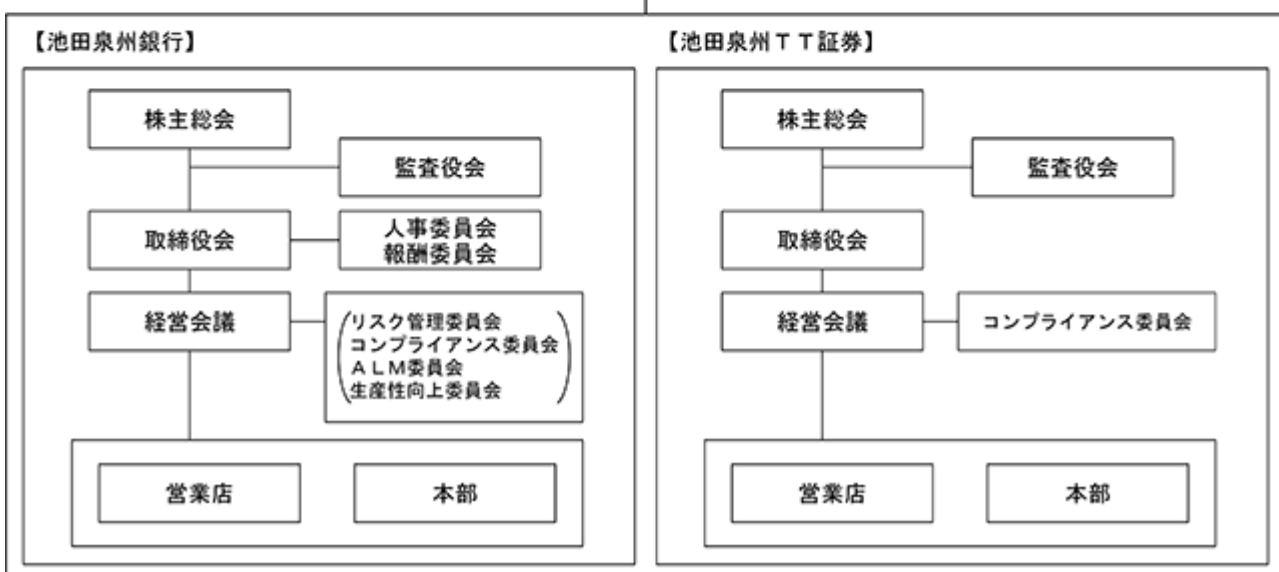 【池田泉州銀行】
株主総会
監査役会
取締役会
人事委員会
報酬委員会
経営会議
リスク管理委員会
コンプライアンス委員会
ＡＬＭ委員会
生産性向上委員会
営業店
本部
【池田泉州ＴＴ証券】
株主総会
監査役会
取締役会
経営会議
コンプライアンス委員会
営業店
本部